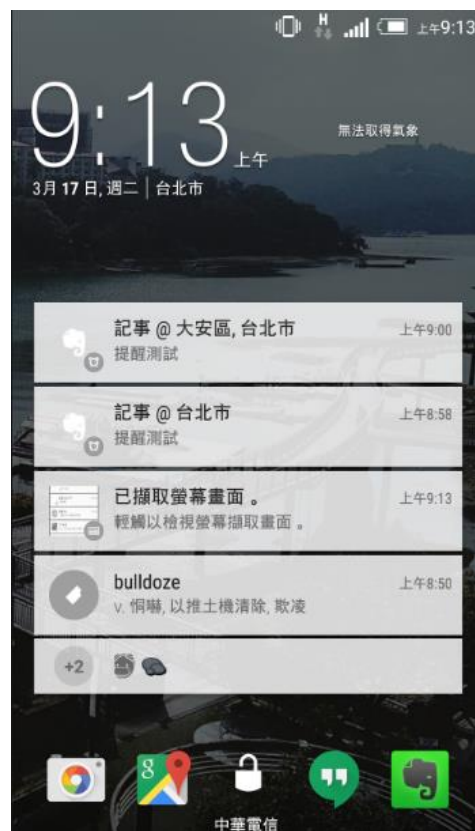 H 上午9:13
9:13 上午
無法取得氣象
3月 17 日, 週二 | 台北市
記事 @ 大安區, 台北市 上午9:00
提醒測試
記事 @ 台北市 上午8:58
提醒測試
已擷取螢幕畫面。 上午9:13
輕觸以檢視螢幕擷取畫面。
bulldoze 上午8:50
v. 恫嚇, 以推土機清除, 欺凌
+2
8
中華電信